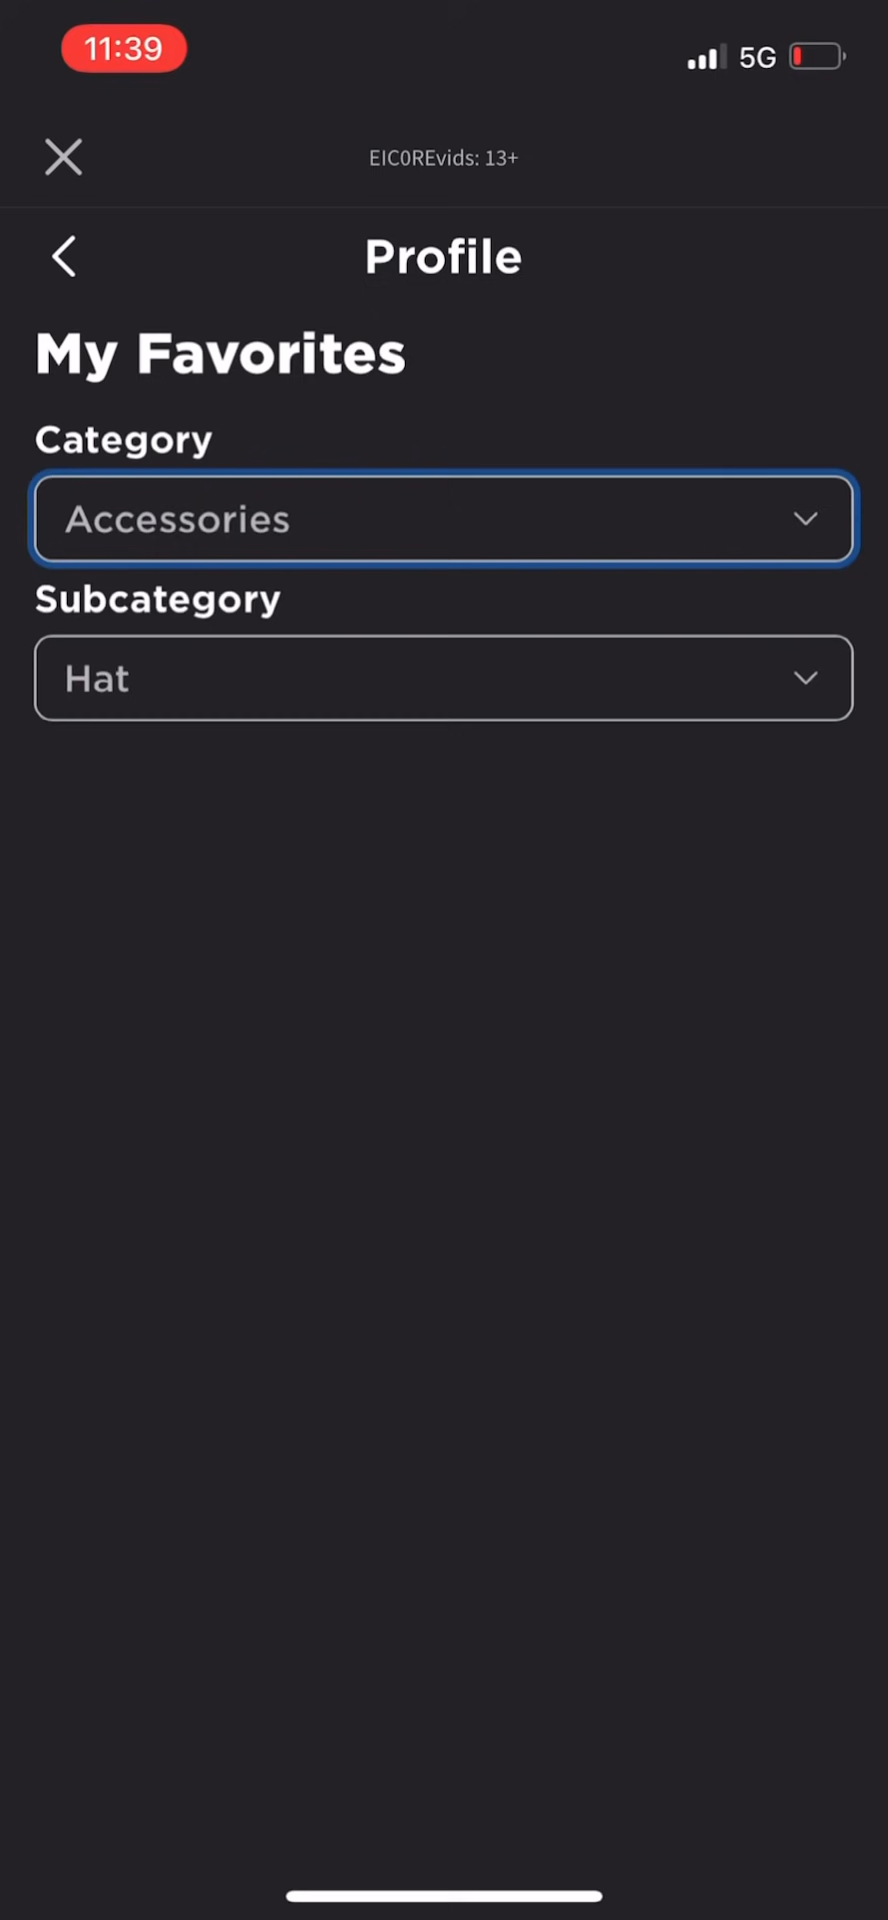 11:39
5G
EIC0REvids: 13+
Profile
My Favorites
Category
Accessories
Subcategory
Hat